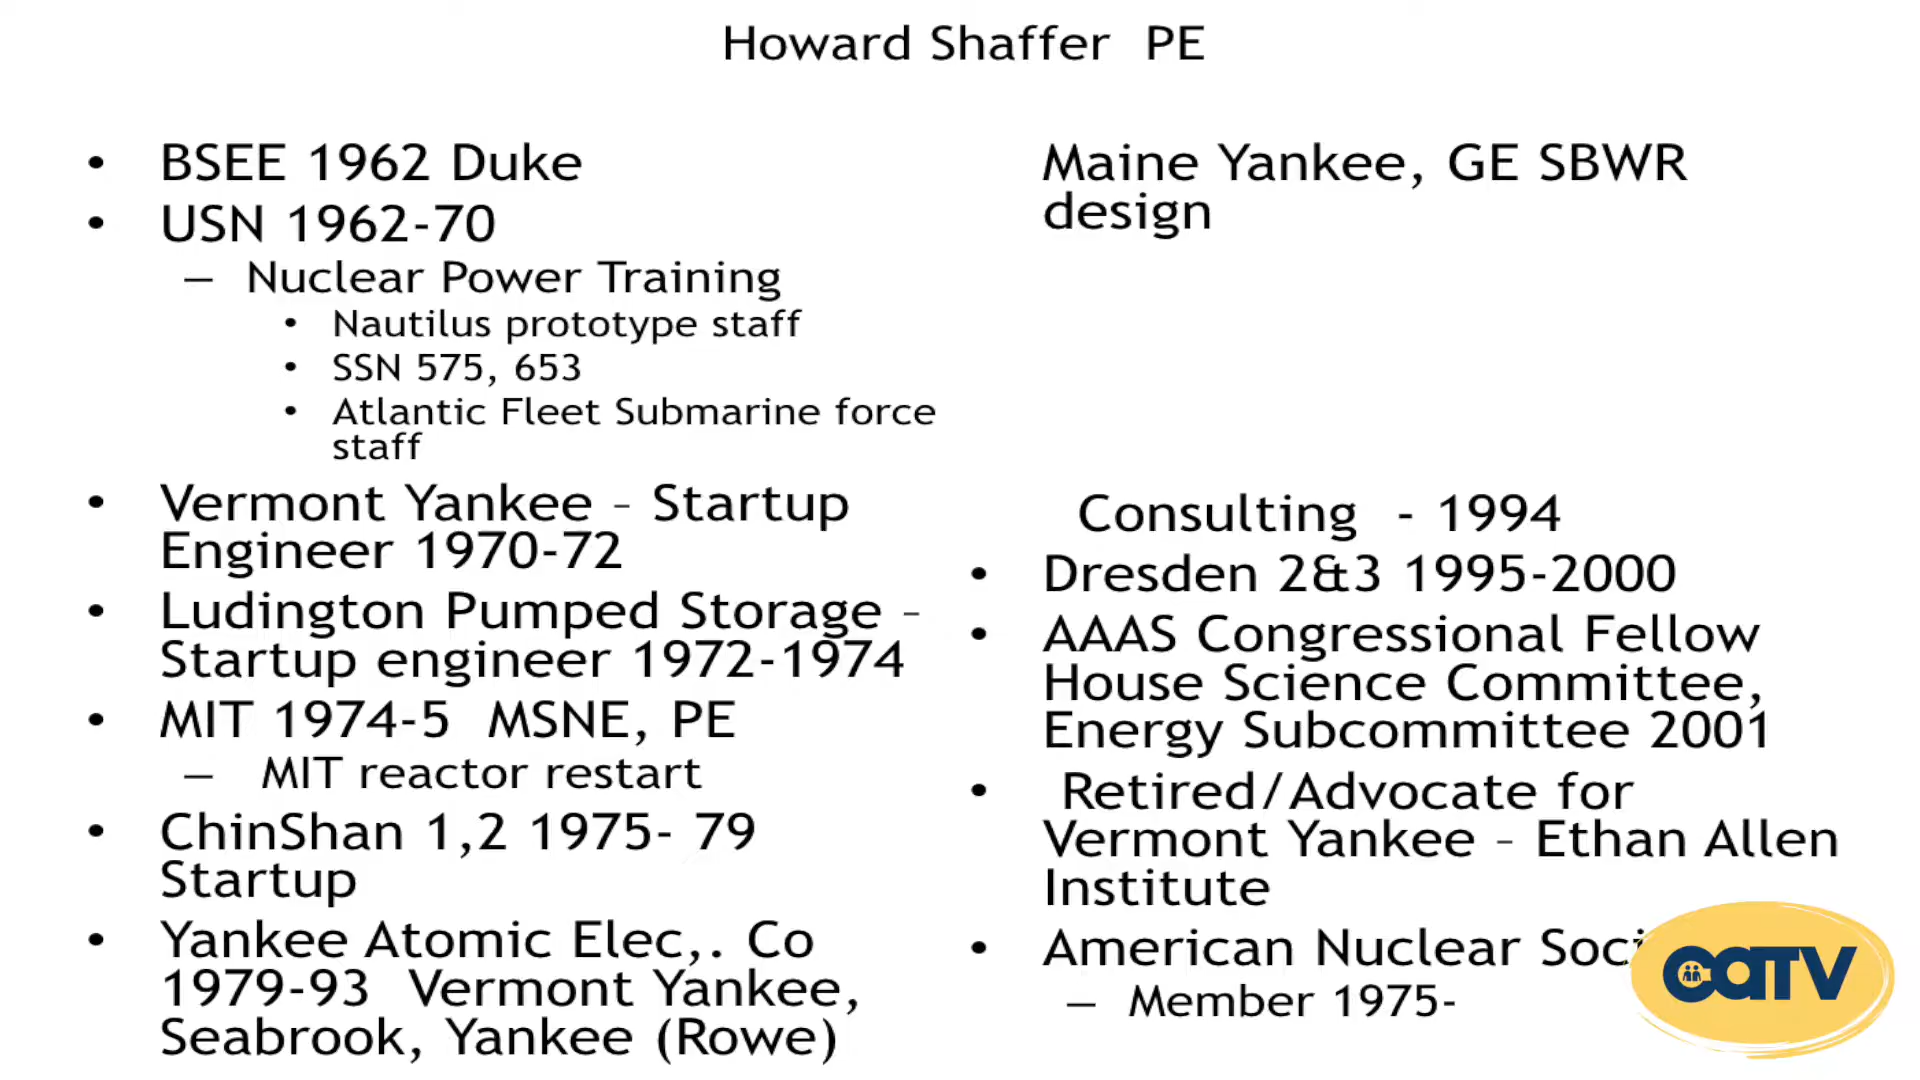 Howard Shaffer  PE
• BSEE 1962 Duke
• USN 1962-70
– Nuclear Power Training
• Nautilus prototype staff
• SSN 575, 653
• Atlantic Fleet Submarine force
staff
• Vermont Yankee – Startup
Engineer 1970-72
• Ludington Pumped Storage –
Startup engineer 1972-1974
• MIT 1974-5  MSNE, PE
– MIT reactor restart
• ChinShan 1,2 1975- 79
Startup
• Yankee Atomic Elec,. Co
1979-93  Vermont Yankee,
Seabrook, Yankee (Rowe)
Maine Yankee, GE SBWR
design
Consulting  - 1994
• Dresden 2&3 1995-2000
• AAAS Congressional Fellow
House Science Committee,
Energy Subcommittee 2001
• Retired/Advocate for
Vermont Yankee – Ethan Allen
Institute
• American Nuclear Soci
– Member 1975-
CATV